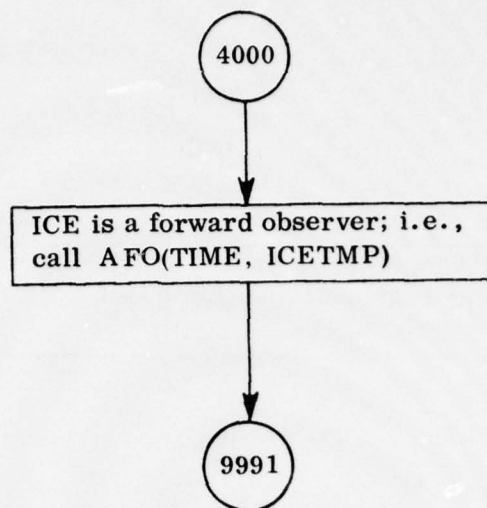 4000
ICE is a forward observer; i.e.,
call AFO(TIME, ICETMP)
9991